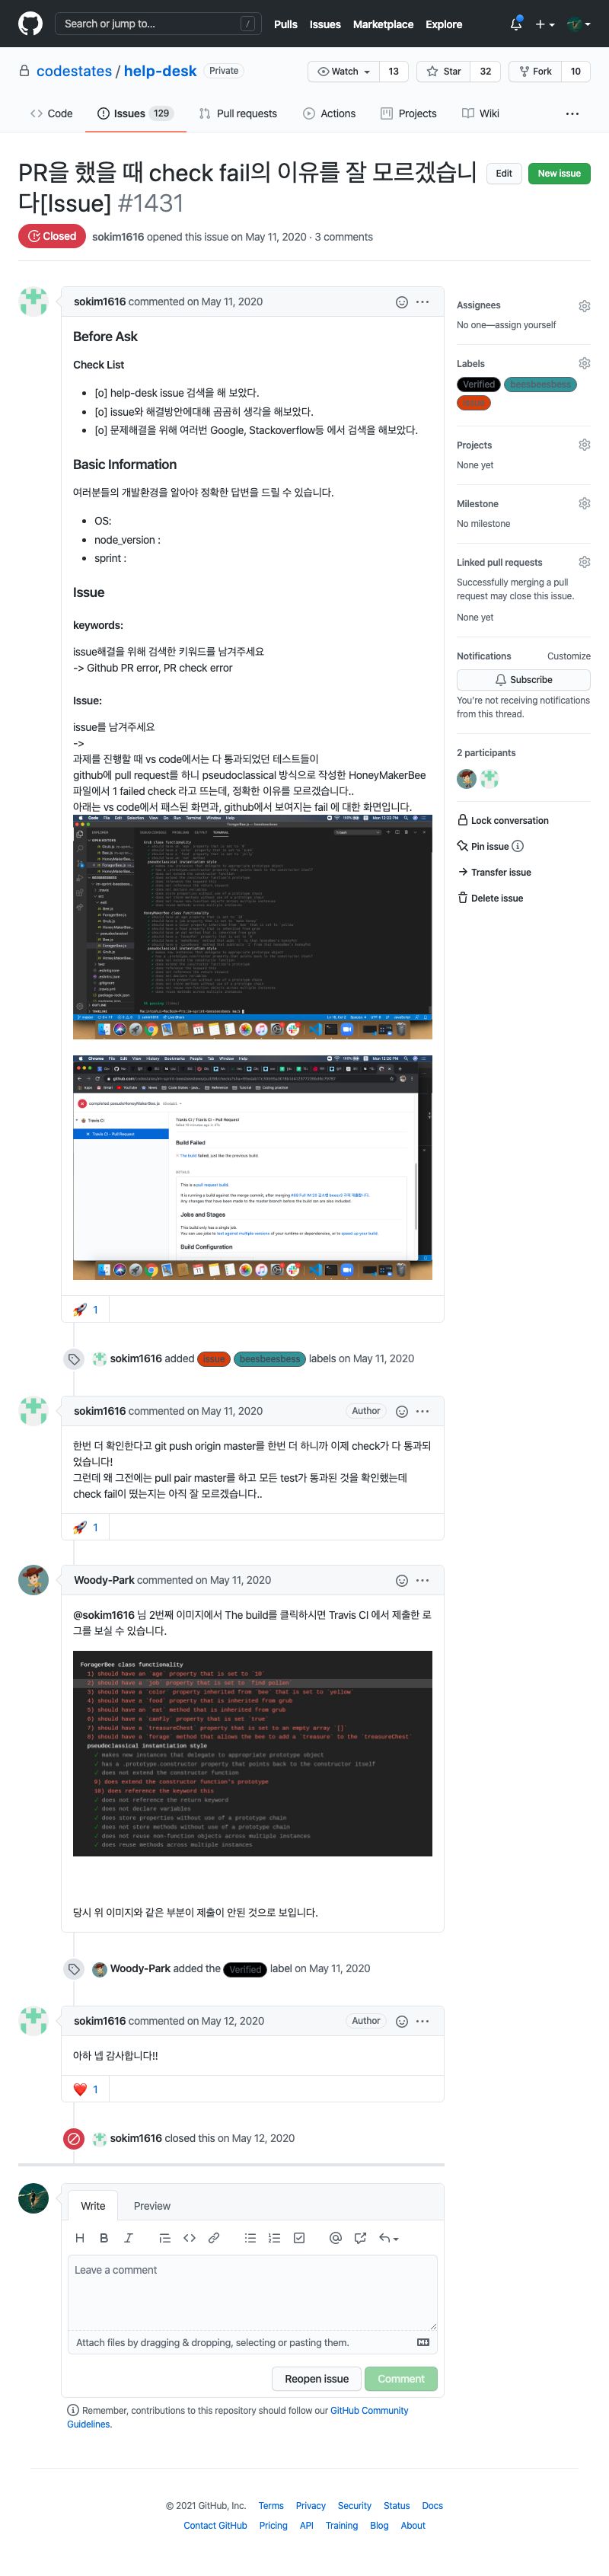 Search or jump to...
/
Pulls Issues Marketplace Explore
codestates / help-desk Private
Watch 13 Star 32 Fork 10
Code Issues 129 Pull requests Actions Projects Wiki
PR을 했을 때 check fail의 이유를 잘 모르겠습니
다[Issue] #1431
Edit New issue
Closed sokim1616 opened this issue on May 11, 2020 · 3 comments
sokim1616 commented on May 11, 2020
Before Ask
Check List
[o] help-desk issue 검색을 해 보았다.
[o] issue와 해결방안에대해 곰곰히 생각을 해보았다.
[o] 문제해결을 위해 여러번 Google, Stackoverflow등 에서 검색을 해보았다.
Basic Information
여러분들의 개발환경을 알아야 정확한 답변을 드릴 수 있습니다.
OS:
node_version :
sprint :
Issue
keywords:
issue해결을 위해 검색한 키워드를 남겨주세요
-> Github PR error, PR check error
Issue:
issue를 남겨주세요
->
과제를 진행할 때 vs code에서는 다 통과되었던 테스트들이
github에 pull request를 하니 pseudoclassical 방식으로 작성한 HoneyMakerBee
파일에서 1 failed check 라고 뜨는데, 정확한 이유를 모르겠습니다..
아래는 vs code에서 패스된 화면과, github에서 보여지는 fail 에 대한 화면입니다.
Travis CI / Travis CI - Pull Request
Build Failed
The build failed, just like the previous build.
This is a pull request build.
Jobs and Stages
This build only has a single job.
Build Configuration
1
sokim1616 added issue beesbeesbess labels on May 11, 2020
sokim1616 commented on May 11, 2020 Author
한번 더 확인한다고 git push origin master를 한번 더 하니까 이제 check가 다 통과되
었습니다!
그런데 왜 그전에는 pull pair master를 하고 모든 test가 통과된 것을 확인했는데
check fail이 떴는지는 아직 잘 모르겠습니다..
1
Woody-Park commented on May 11, 2020
@sokim1616 님 2번째 이미지에서 The build를 클릭하시면 Travis CI 에서 제출한 로
그를 보실 수 있습니다.
ForagerBee class functionality
1) should have an `age` property that is set to `10`
2) should have a `job` property that is set to `find pollen`
3) should have a `color` property inherited from `bee` that is set to `yellow`
4) should have a `food` property that is inherited from grub
5) should have an `eat` method that is inherited from grub
6) should have a `canFly` property that is set `true`
7) should have a `treasureChest` property that is set to an empty array `[]`
8) should have a `forage` method that allows the bee to add a `treasure` to the `treasureChest`
pseudoclassical instantiation style
✓ makes new instances that delegate to appropriate prototype object
✓ has a .prototype.constructor property that points back to the constructor itself
✓ does not extend the constructor function
9) does extend the constructor function's prototype
10) does reference the keyword this
✓ does not reference the return keyword
✓ does not declare variables
✓ does store properties without use of a prototype chain
✓ does not store methods without use of a prototype chain
✓ does not reuse non-function objects across multiple instances
✓ does reuse methods across multiple instances
당시 위 이미지와 같은 부분이 제출이 안된 것으로 보입니다.
Woody-Park added the Verified label on May 11, 2020
sokim1616 commented on May 12, 2020 Author
아하 넵 감사합니다!!
1
sokim1616 closed this on May 12, 2020
Write Preview
Leave a comment
Attach files by dragging & dropping, selecting or pasting them.
Reopen issue Comment
Remember, contributions to this repository should follow our GitHub Community
Guidelines.
Assignees
No one—assign yourself
Labels
Verified beesbeesbess
issue
Projects
None yet
Milestone
No milestone
Linked pull requests
Successfully merging a pull
request may close this issue.
None yet
Notifications Customize
Subscribe
You're not receiving notifications
from this thread.
2 participants
Lock conversation
Pin issue
Transfer issue
Delete issue
© 2021 GitHub, Inc. Terms Privacy Security Status Docs
Contact GitHub Pricing API Training Blog About